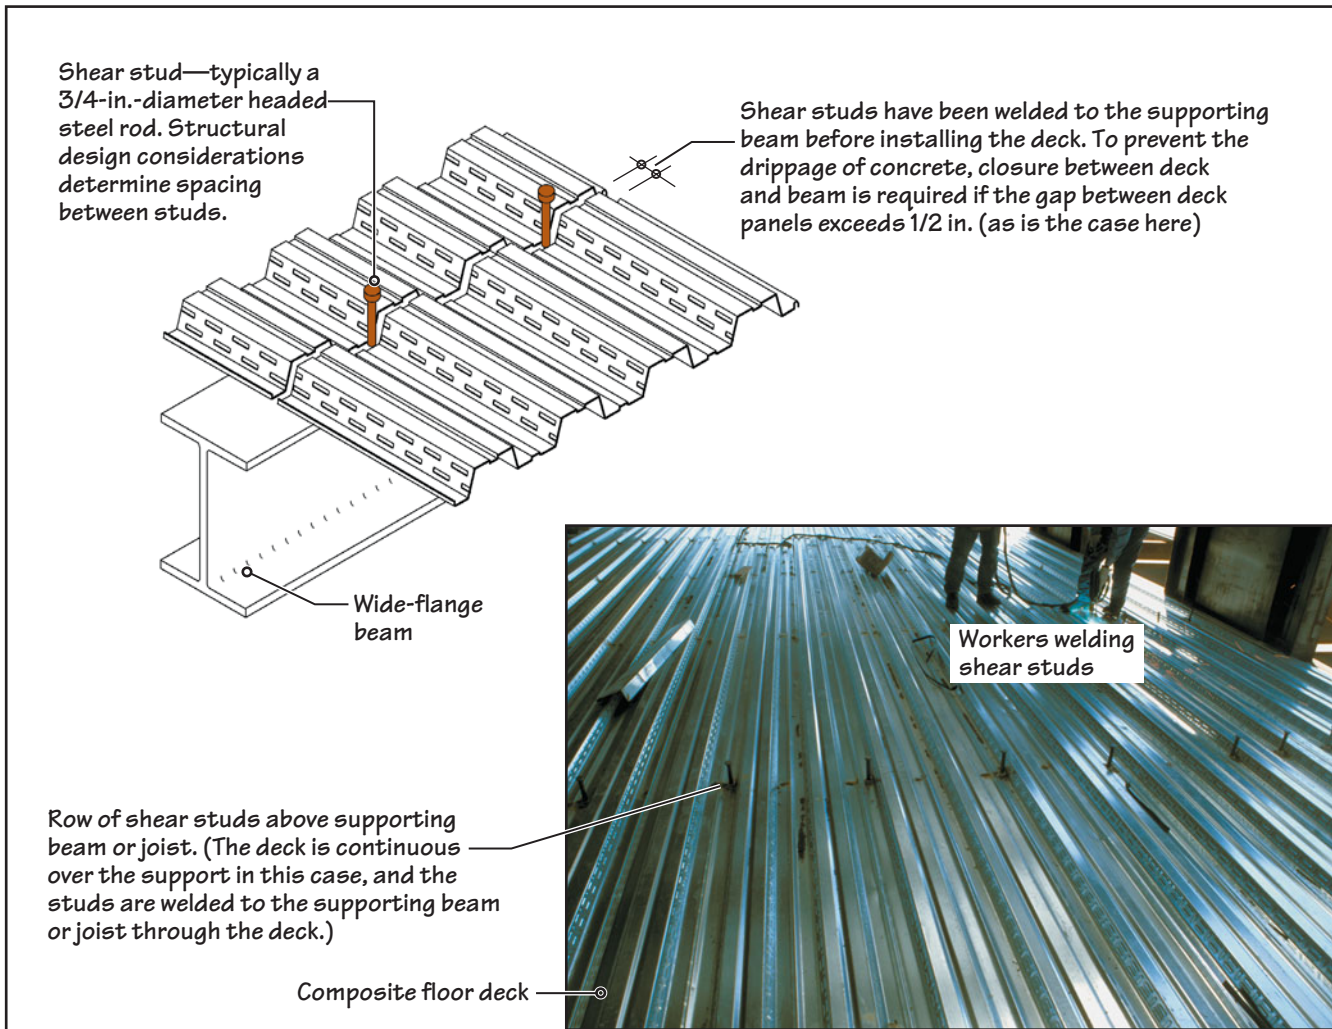 Shear stud—typically a
3/4-in.-diameter headed
steel rod. Structural
design considerations
determine spacing
between studs.
Shear studs have been welded to the supporting
beam before installing the deck. To prevent the
drippage of concrete, closure between deck
and beam is required if the gap between deck
panels exceeds 1/2 in. (as is the case here)
Wide-flange
beam
Workers welding
shear studs
Row of shear studs above supporting
beam or joist. (The deck is continuous
over the support in this case, and the
studs are welded to the supporting beam
or joist through the deck.)
Composite floor deck